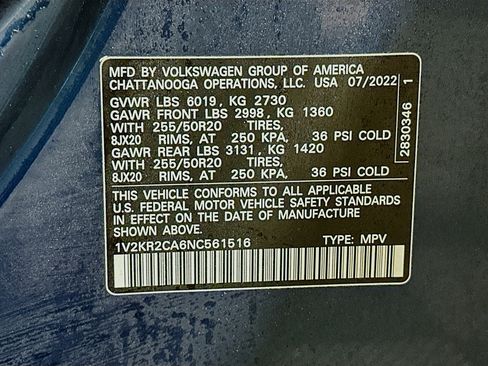 MFD BY VOLKSWAGEN GROUP OF AMERICA
CHATTANOOGA OPERATIONS, LLC. USA 07/2022
GVWR LBS 6019, KG 2730
GAWR FRONT LBS 2998, KG 1360
WITH 255/50R20 TIRES,
8JX20 RIMS, AT 250 KPA, 36 PSI COLD
GAWR REAR LBS 3131, KG 1420
WITH 255/50R20 TIRES,
8JX20 RIMS, AT 250 KPA, 36 PSI COLD
THIS VEHICLE CONFORMS TO ALL APPLICABLE
U.S. FEDERAL MOTOR VEHICLE SAFETY STANDARDS
IN EFFECT ON THE DATE OF MANUFACTURE
SHOWN ABOVE.
1V2KR2CA6NC561516 TYPE: MPV
2830346 1